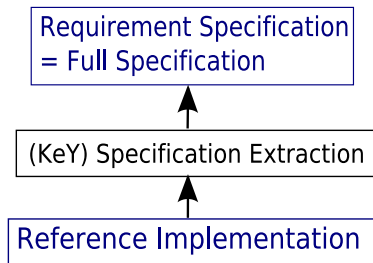 Requirement Specification
= Full Specification
(KeY) Specification Extraction
Reference Implementation